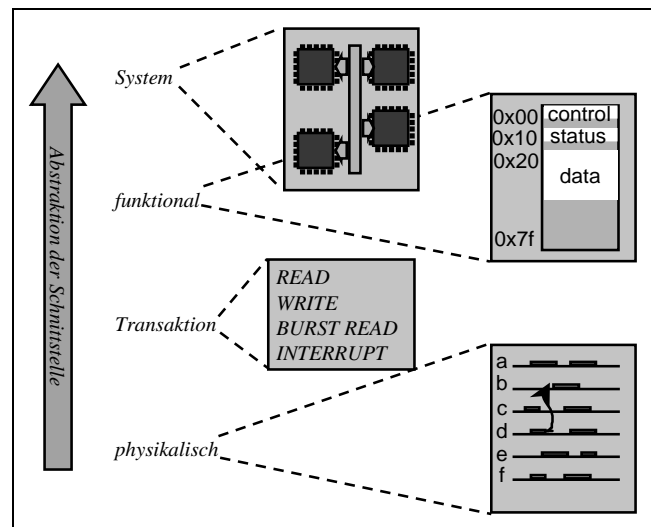 Abstraktion der Schnittstelle
System
funktional
0x00
control
0x10
status
0x20
data
0x7f
Transaktion
READ
WRITE
BURST READ
INTERRUPT
physikalisch
a
b
c
d
e
f